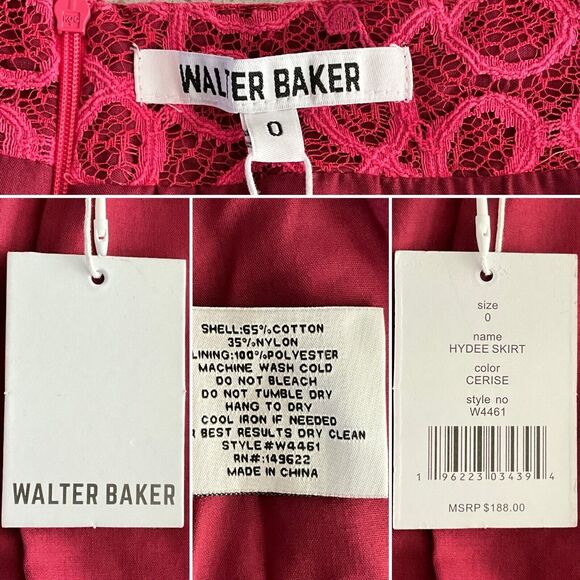 WALTER BAKER
0
WALTER BAKER
SHELL:65%COTTON
35%NYLON
LINING:100%POLYESTER
MACHINE WASH COLD
DO NOT BLEACH
DO NOT TUMBLE DRY
HANG TO DRY
COOL IRON IF NEEDED
BEST RESULTS DRY CLEAN
STYLE#W4461
RN#:149622
MADE IN CHINA
size
0
name
HYDEE SKIRT
color
CERISE
style no
W4461
1 96223 03439 4
MSRP $188.00